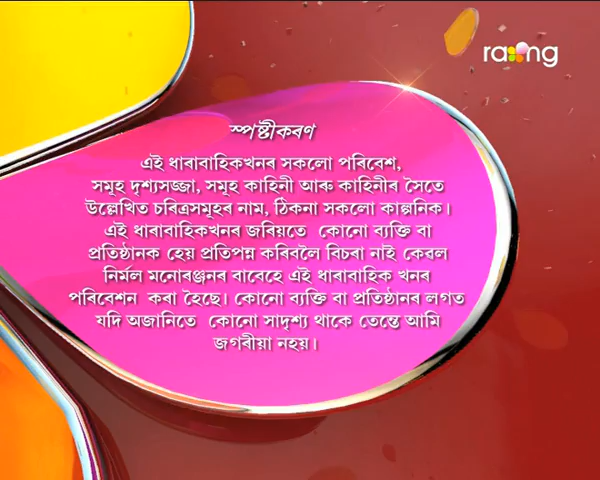 raang
স্পষ্টীকৰণ
এই ধাৰাবাহিকখনৰ সকলো পৰিবেশ,
সমূহ দৃশ্যসজ্জা, সমূহ কাহিনী আৰু কাহিনীৰ সৈতে
উল্লেখিত চৰিত্ৰসমূহৰ নাম, ঠিকনা সকলো কাল্পনিক।
এই ধাৰাবাহিকখনৰ জৰিয়তে কোনো ব্যক্তি বা
প্ৰতিষ্ঠানক হেয় প্ৰতিপন্ন কৰিবলৈ বিচৰা নাই কেৱল
নিৰ্মল মনোৰঞ্জনৰ বাবেহে এই ধাৰাবাহিক খনৰ
পৰিবেশন কৰা হৈছে। কোনো ব্যক্তি বা প্ৰতিষ্ঠানৰ লগত
যদি অজানিতে কোনো সাদৃশ্য থাকে তেন্তে আমি
জগৰীয়া নহয়।